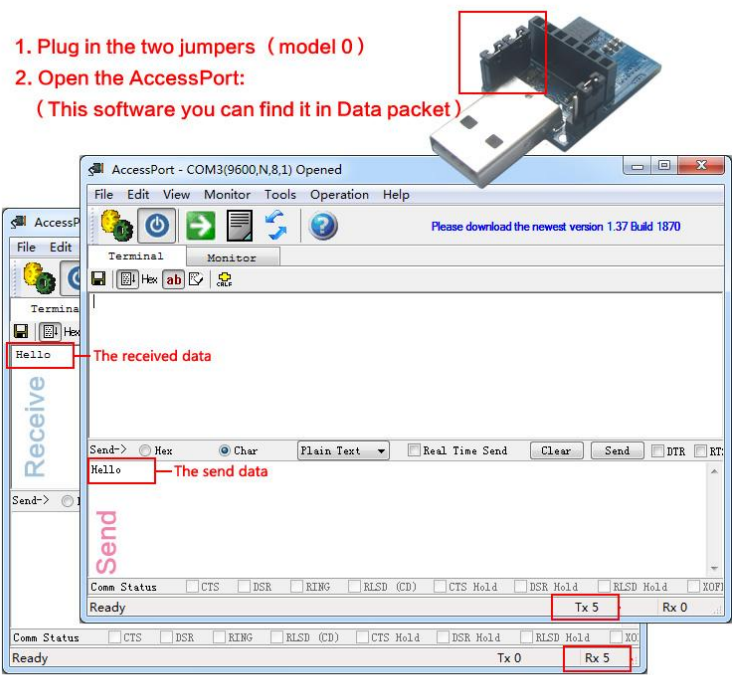 1. Plug in the two jumpers （model 0）
2. Open the AccessPort:
（This software you can find it in Data packet）
AccessPort - COM3(9600,N,8,1) Opened
File Edit View Monitor Tools Operation Help
Please download the newest version 1.37 Build 1870
Terminal Monitor
Hex ab CRLF
The received data
Send-> Hex Char Plain Text Real Time Send Clear Send DTR
Hello
The send data
Send
Comm Status CTS DSR RING RLSD (CD) CTS Hold DSR Hold RLSD Hold
Ready Tx 5 Rx 0
File Edit
Hello
Receive
Send->
Comm Status CTS DSR RING RLSD (CD) CTS Hold DSR Hold RLSD Hold
Ready Tx 0 Rx 5